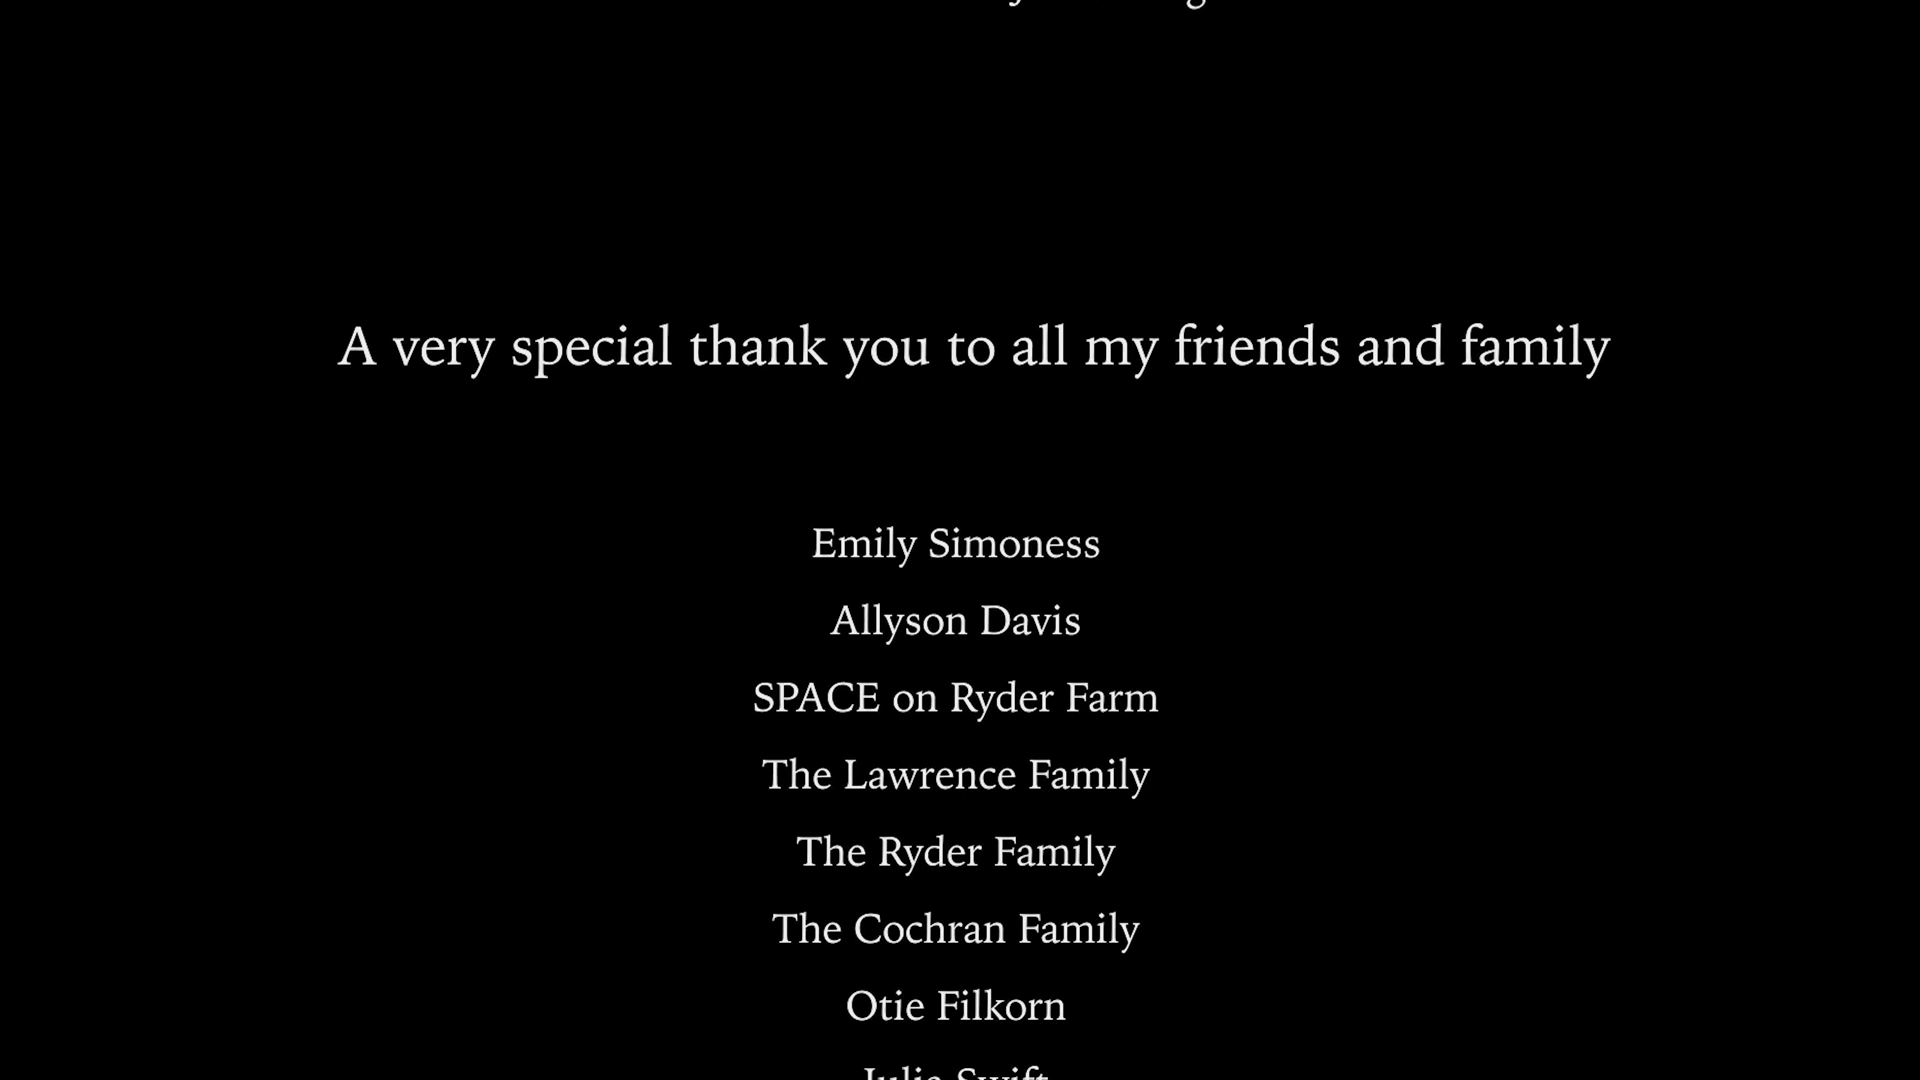 A very special thank you to all my friends and family
Emily Simoness
Allyson Davis
SPACE on Ryder Farm
The Lawrence Family
The Ryder Family
The Cochran Family
Otie Filkorn
Julie Swift